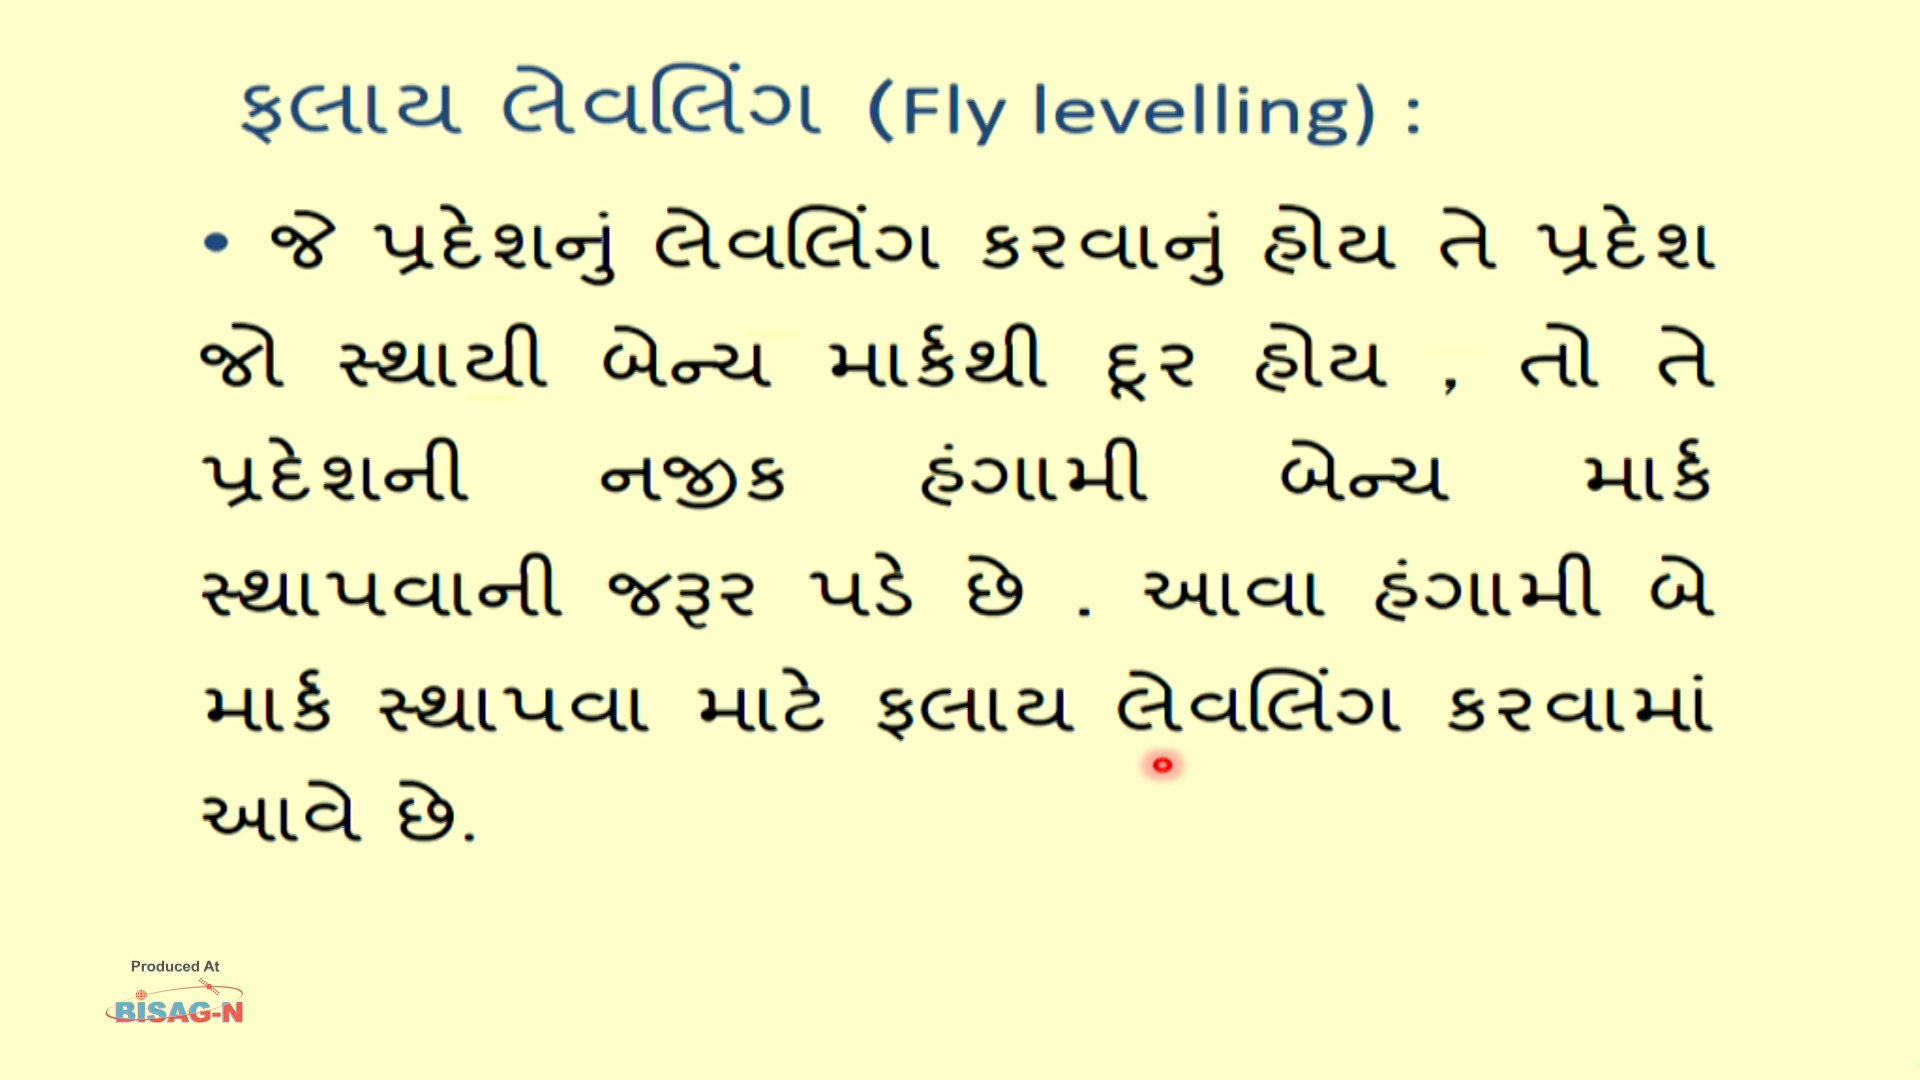 ફલાય લેવલિંગ (Fly levelling) :
• જે પ્રદેશનું લેવલિંગ કરવાનું હોય તે પ્રદેશ
જો સ્થાયી બેન્ચ માર્કથી દૂર હોય , તો તે
પ્રદેશની નજીક હંગામી બેન્ચ માર્ક
સ્થાપવાની જરૂર પડે છે . આવા હંગામી બે
માર્ક સ્થાપવા માટે ફલાય લેવલિંગ કરવામાં
આવે છે.
Produced At
BISAG-N